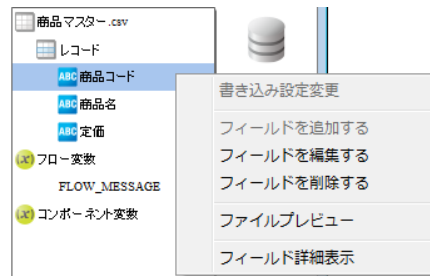 商品マスター.csv
レコード
ABC 商品コード
ABC 商品名
ABC 定価
(x) フロー変数
FLOW_MESSAGE
(x) コンポーネント変数
書き込み設定変更
フィールドを追加する
フィールドを編集する
フィールドを削除する
ファイルプレビュー
フィールド詳細表示